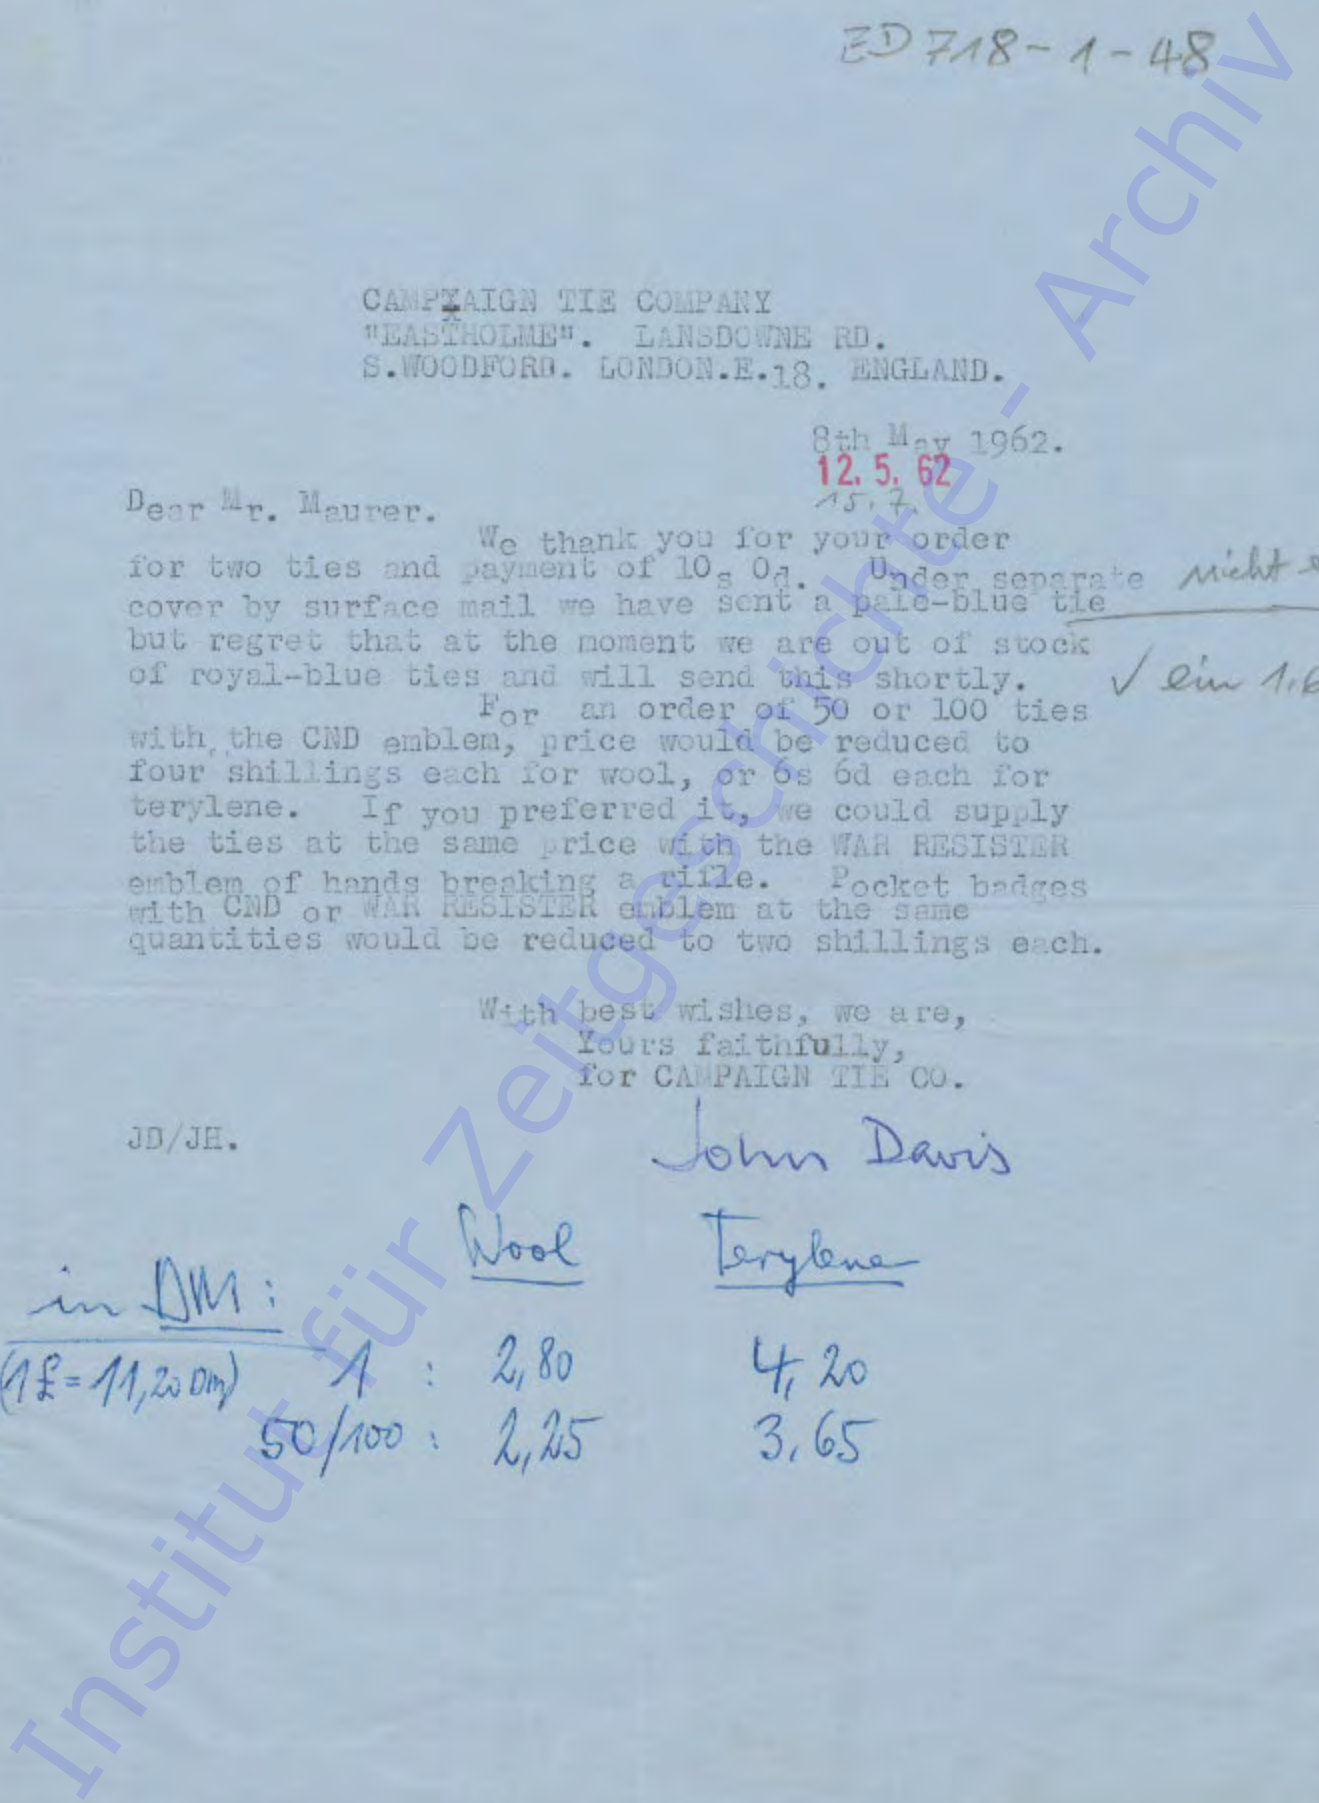 ED 718-1-48
CAMPAIGN TIE COMPANY
"EASTHOLME". LANSDOWNE RD.
S.WOODFORD. LONDON.E.18. ENGLAND.
8th May 1962.
12. 5. 62
15.7.
Dear Mr. Maurer.
We thank you for your order
for two ties and payment of 10s 0d. Under separate
nicht
cover by surface mail we have sent a pale-blue tie
but regret that at the moment we are out of stock
of royal-blue ties and will send this shortly.
✓ ein 1.6
For an order of 50 or 100 ties
with the CND emblem, price would be reduced to
four shillings each for wool, or 6s 6d each for
terylene. If you preferred it, we could supply
the ties at the same price with the WAR RESISTER
emblem of hands breaking a rifle. Pocket badges
with CND or WAR RESISTER emblem at the same
quantities would be reduced to two shillings each.
With best wishes, we are,
Yours faithfully,
for CAMPAIGN TIE CO.
JD/JH.
John Davis
Wool Terylene
in DM:
(1£ = 11,20 Dm) 1 : 2,80 4,20
50/100 : 2,25 3,65
Institut für Zeitgeschichte - Archiv